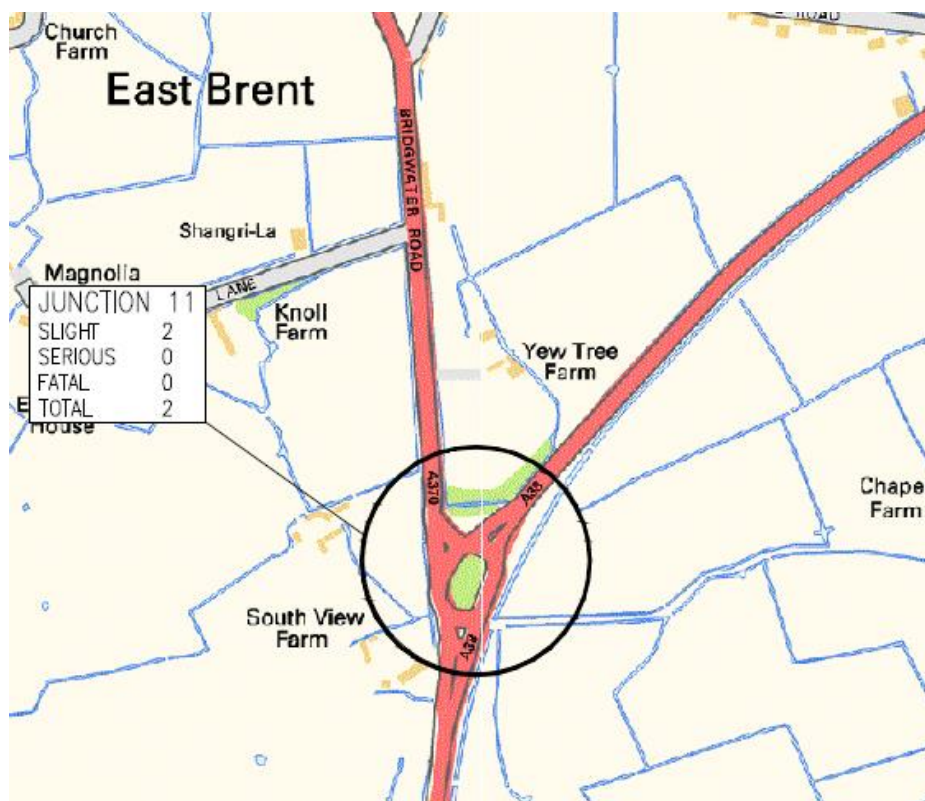 Church
Farm
ROAD
East Brent
BRIDGWATER ROAD
Shangri-La
Magnolia
LANE
Knoll
Farm
JUNCTION 11
SLIGHT 2
SERIOUS 0
FATAL 0
TOTAL 2
House
Yew Tree
Farm
A370
A38
Chape
Farm
South View
Farm
A38